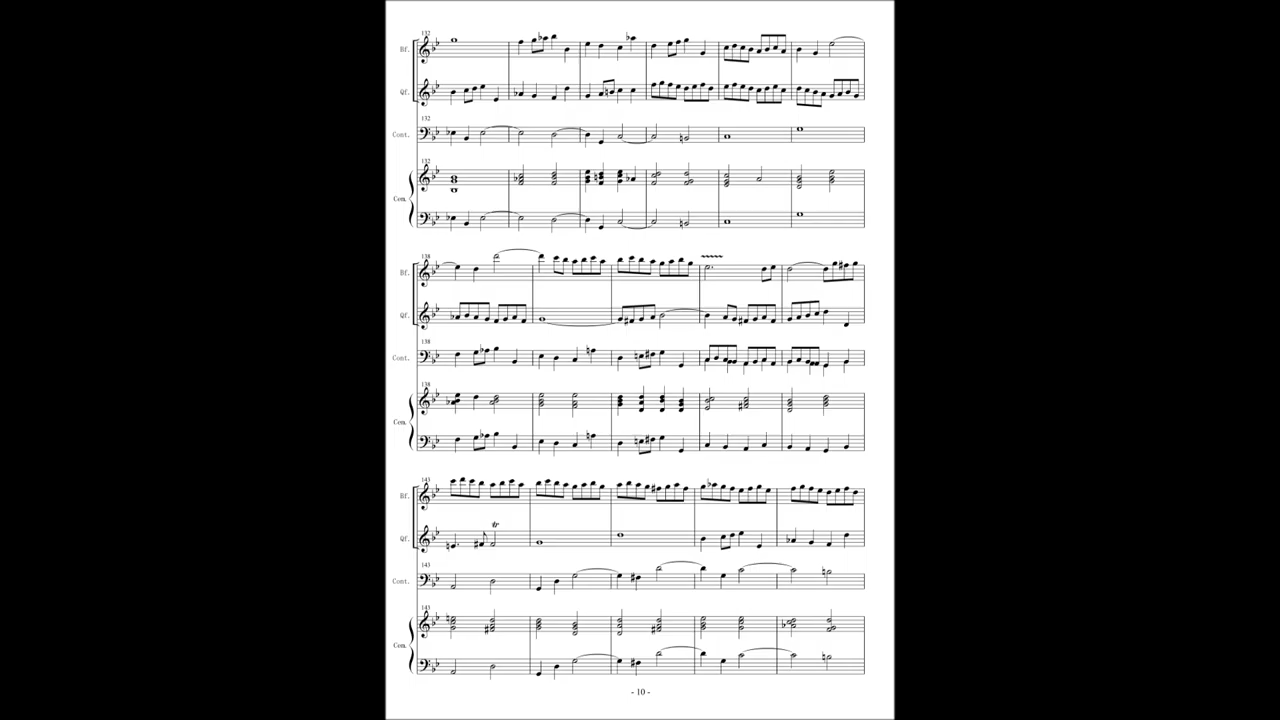 132
Bf.
Qf.
132
Cont.
132
Cem.
138
Bf.
Qf.
138
Cont.
138
Cem.
143
Bf.
Qf.
tr
143
Cont.
143
Cem.
- 10 -